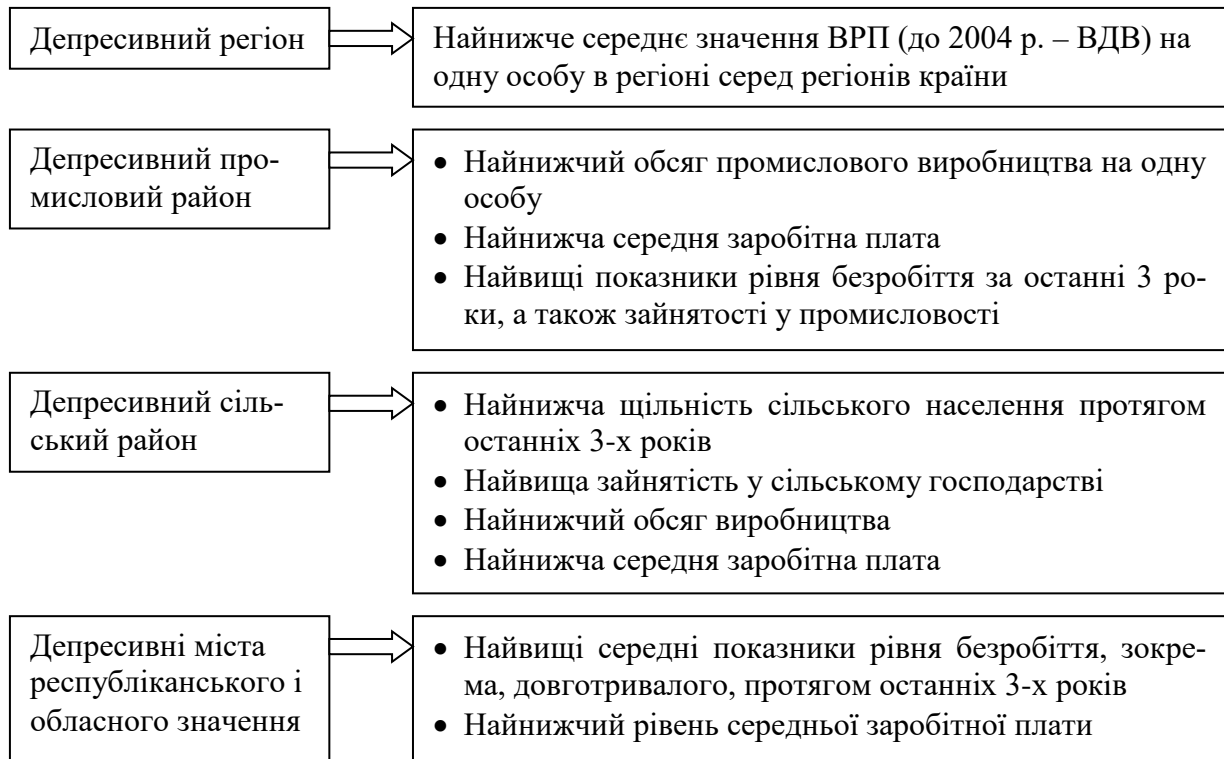 Депресивний регіон
Найнижче середнє значення ВРП (до 2004 р. – ВДВ) на
одну особу в регіоні серед регіонів країни
Депресивний про-
мисловий район
• Найнижчий обсяг промислового виробництва на одну
особу
• Найнижча середня заробітна плата
• Найвищі показники рівня безробіття за останні 3 ро-
ки, а також зайнятості у промисловості
Депресивний сіль-
ський район
• Найнижча щільність сільського населення протягом
останніх 3-х років
• Найвища зайнятість у сільському господарстві
• Найнижчий обсяг виробництва
• Найнижча середня заробітна плата
Депресивні міста
республіканського і
обласного значення
• Найвищі середні показники рівня безробіття, зокре-
ма, довготривалого, протягом останніх 3-х років
• Найнижчий рівень середньої заробітної плати